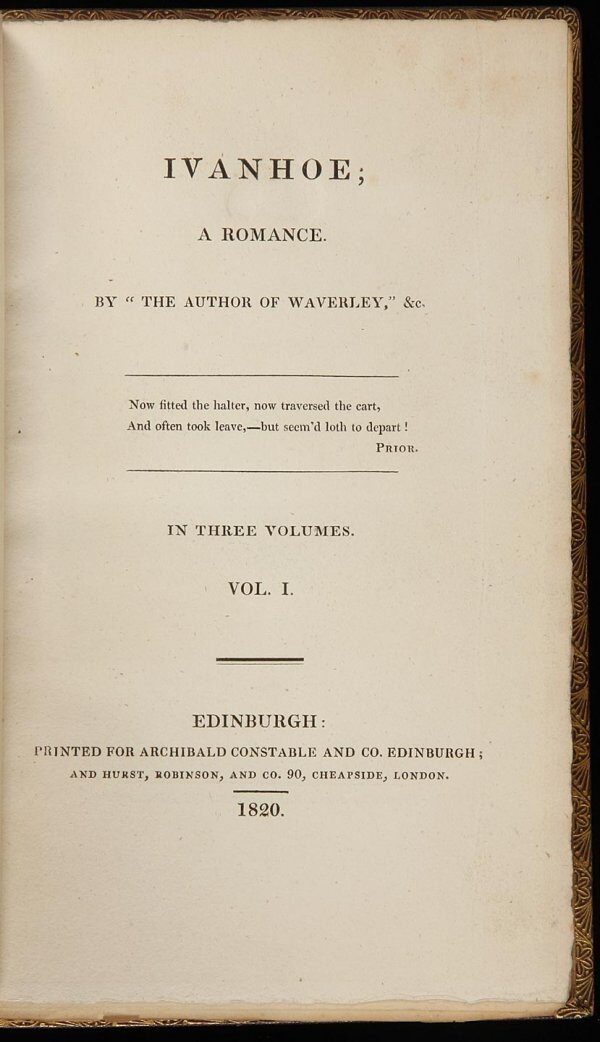 IVANHOE;
A ROMANCE.
BY “ THE AUTHOR OF WAVERLEY,” &c.
Now fitted the halter, now traversed the cart,
And often took leave,—but seem'd loth to depart!
PRIOR.
IN THREE VOLUMES.
VOL. I.
EDINBURGH:
PRINTED FOR ARCHIBALD CONSTABLE AND CO. EDINBURGH;
AND HURST, ROBINSON, AND CO. 90, CHEAPSIDE, LONDON.
1820.